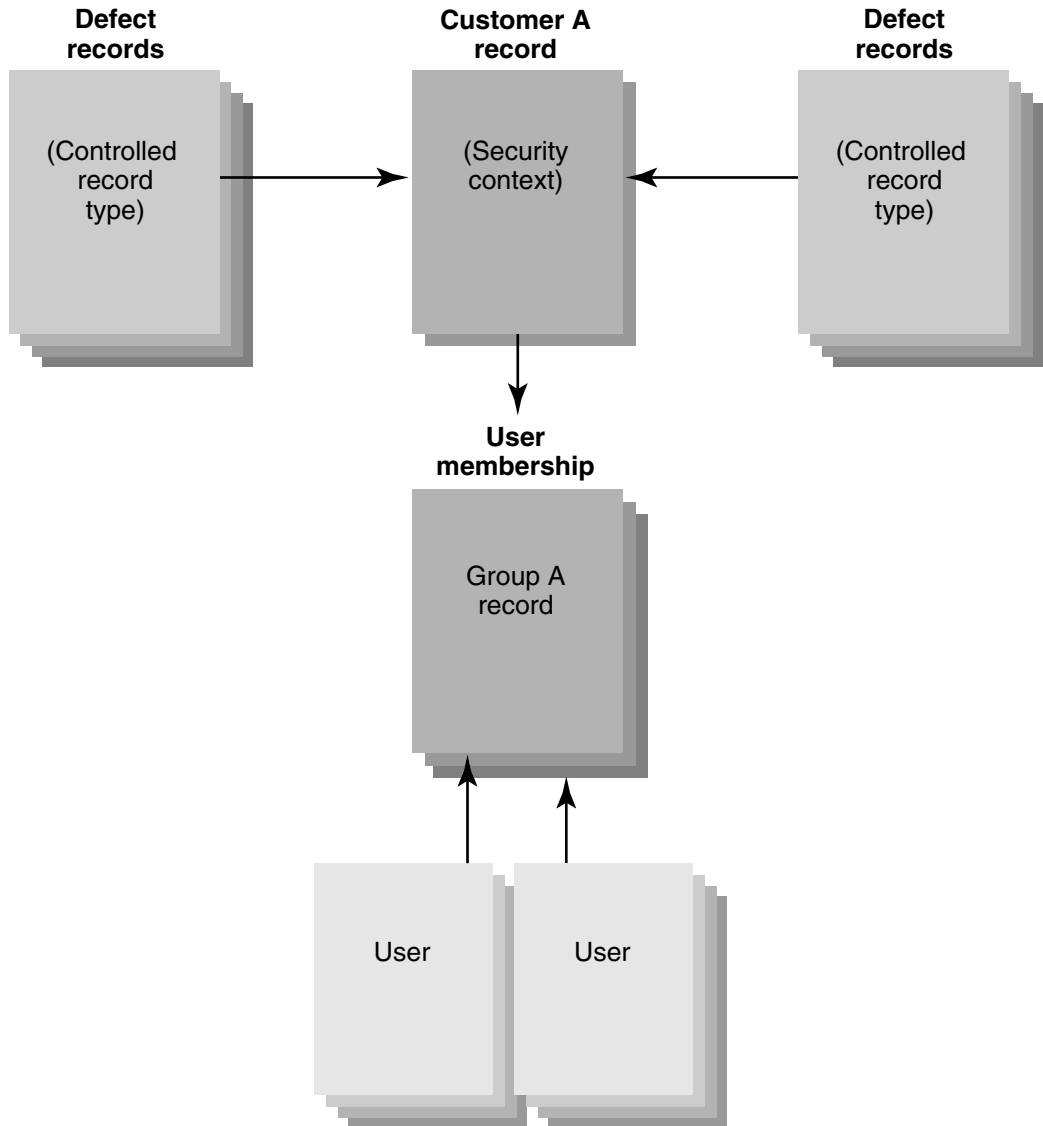 Defect
records
Customer A
record
Defect
records
(Controlled
record
type)
(Security
context)
(Controlled
record
type)
User
membership
Group A
record
User
User